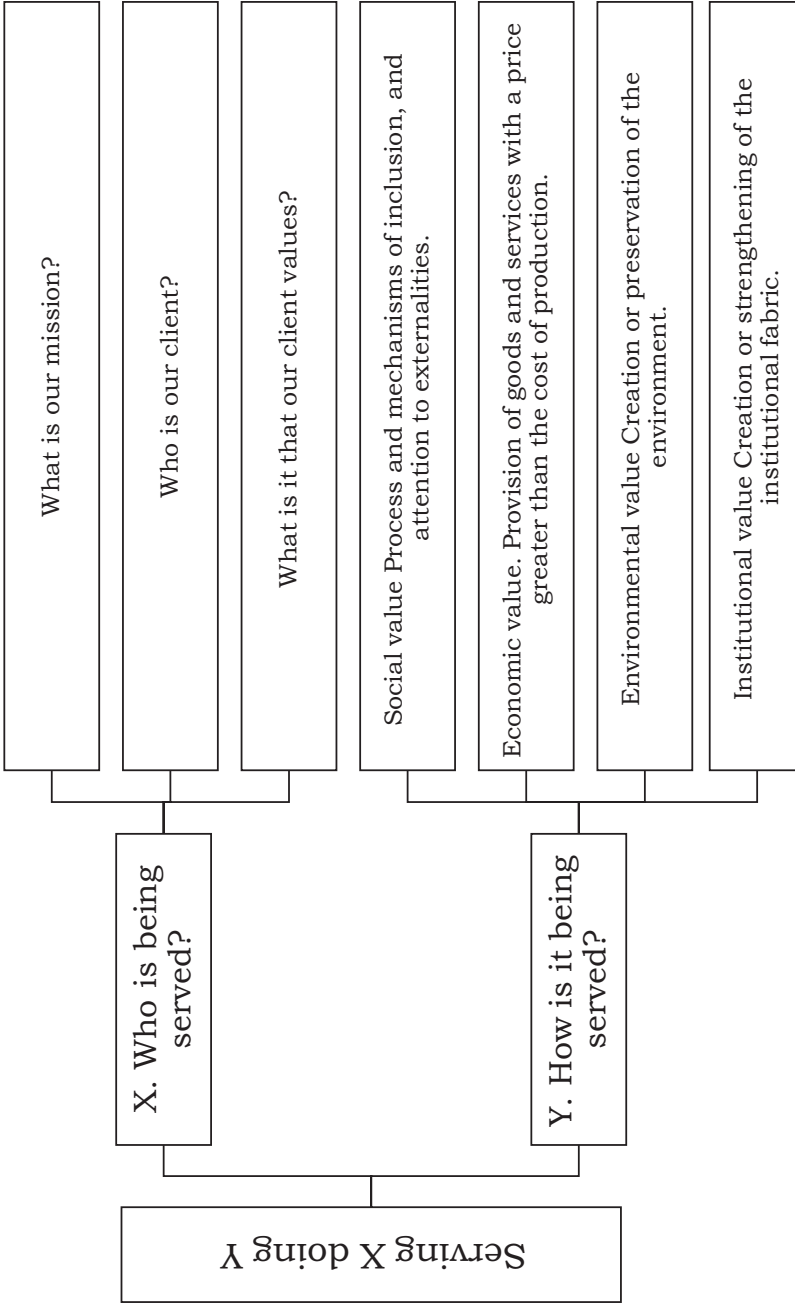 Serving X doing Y
X. Who is being
served?
What is our mission?
Who is our client?
What is it that our client values?
Y. How is it being
served?
Social value Process and mechanisms of inclusion, and
attention to externalities.
Economic value. Provision of goods and services with a price
greater than the cost of production.
Environmental value Creation or preservation of the
environment.
Institutional value Creation or strengthening of the
institutional fabric.